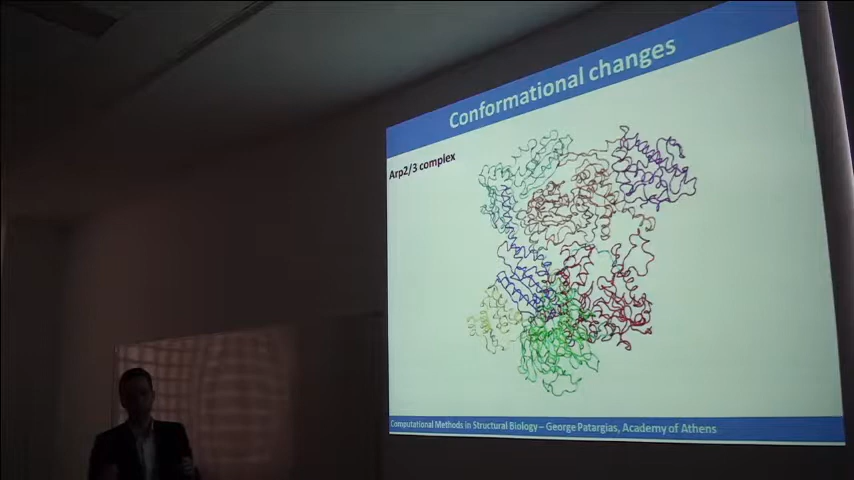 Conformational changes
Arp2/3 complex
Computational Methods in Structural Biology – George Patargias, Academy of Athens